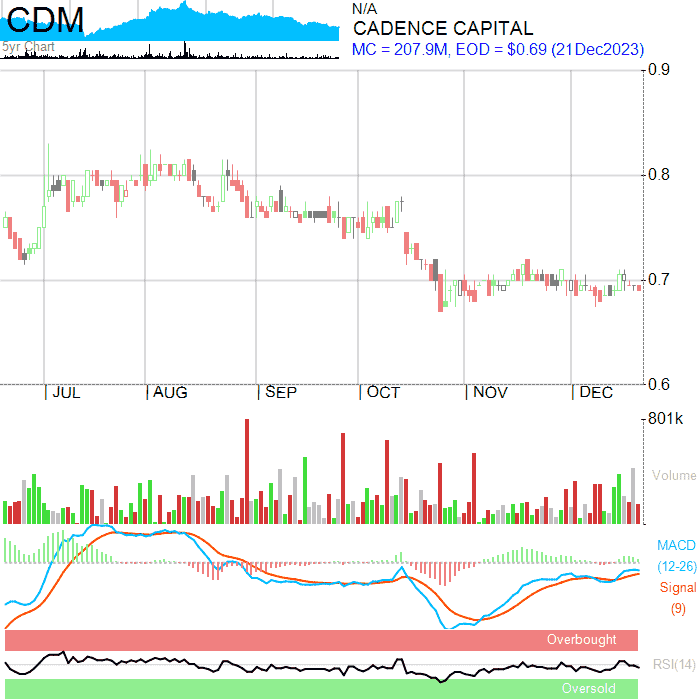 CDM
5yr Chart
N/A
CADENCE CAPITAL
MC = 207.9M, EOD = $0.69 (21Dec2023)
0.9
0.8
0.7
0.6
| JUL | AUG | SEP | OCT | NOV | DEC
801k
Volume
MACD
(12-26)
Signal
(9)
Overbought
RSI(14)
Oversold